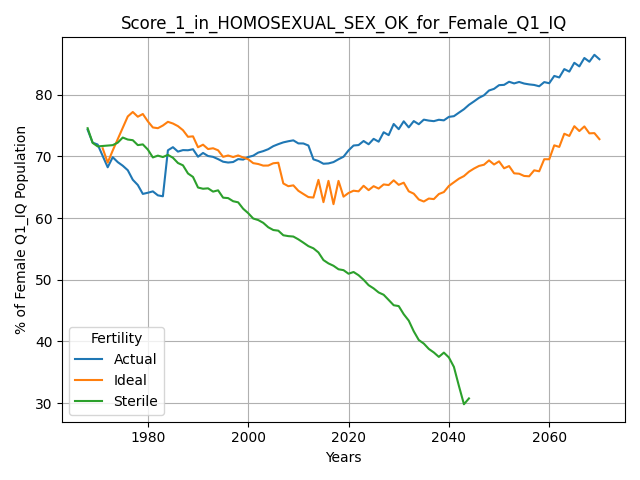 Score_1_in_HOMOSEXUAL_SEX_OK_for_Female_Q1_IQ
% of Female Q1_IQ Population
80
70
60
50
40
30
Fertility
Actual
Ideal
Sterile
1980 2000 2020 2040 2060
Years